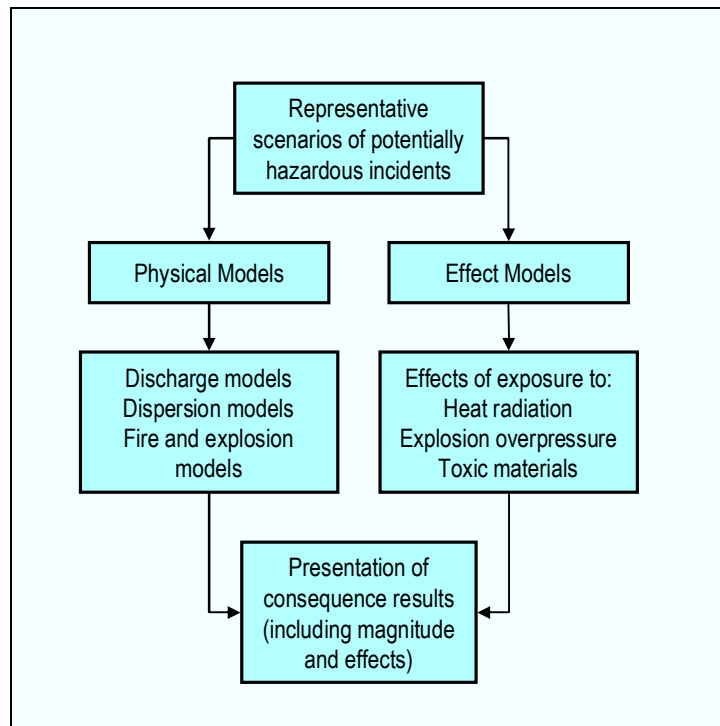 Representative
scenarios of potentially
hazardous incidents
Physical Models
Effect Models
Discharge models
Dispersion models
Fire and explosion
models
Effects of exposure to:
Heat radiation
Explosion overpressure
Toxic materials
Presentation of
consequence results
(including magnitude
and effects)